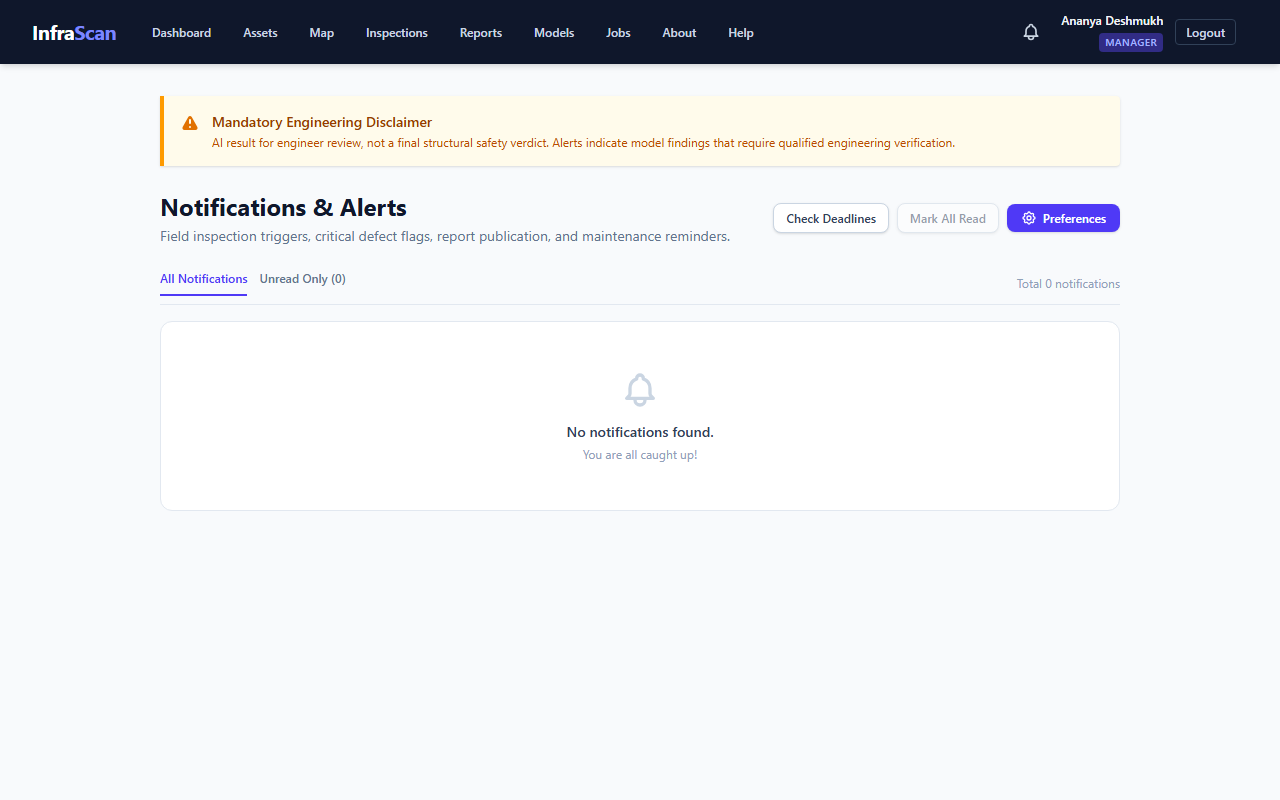 InfraScan
Dashboard
Assets
Map
Inspections
Reports
Models
Jobs
About
Help
Ananya Deshmukh
MANAGER
Logout
Mandatory Engineering Disclaimer
AI result for engineer review, not a final structural safety verdict. Alerts indicate model findings that require qualified engineering verification.
Notifications & Alerts
Field inspection triggers, critical defect flags, report publication, and maintenance reminders.
Check Deadlines
Mark All Read
Preferences
All Notifications
Unread Only (0)
Total 0 notifications
No notifications found.
You are all caught up!